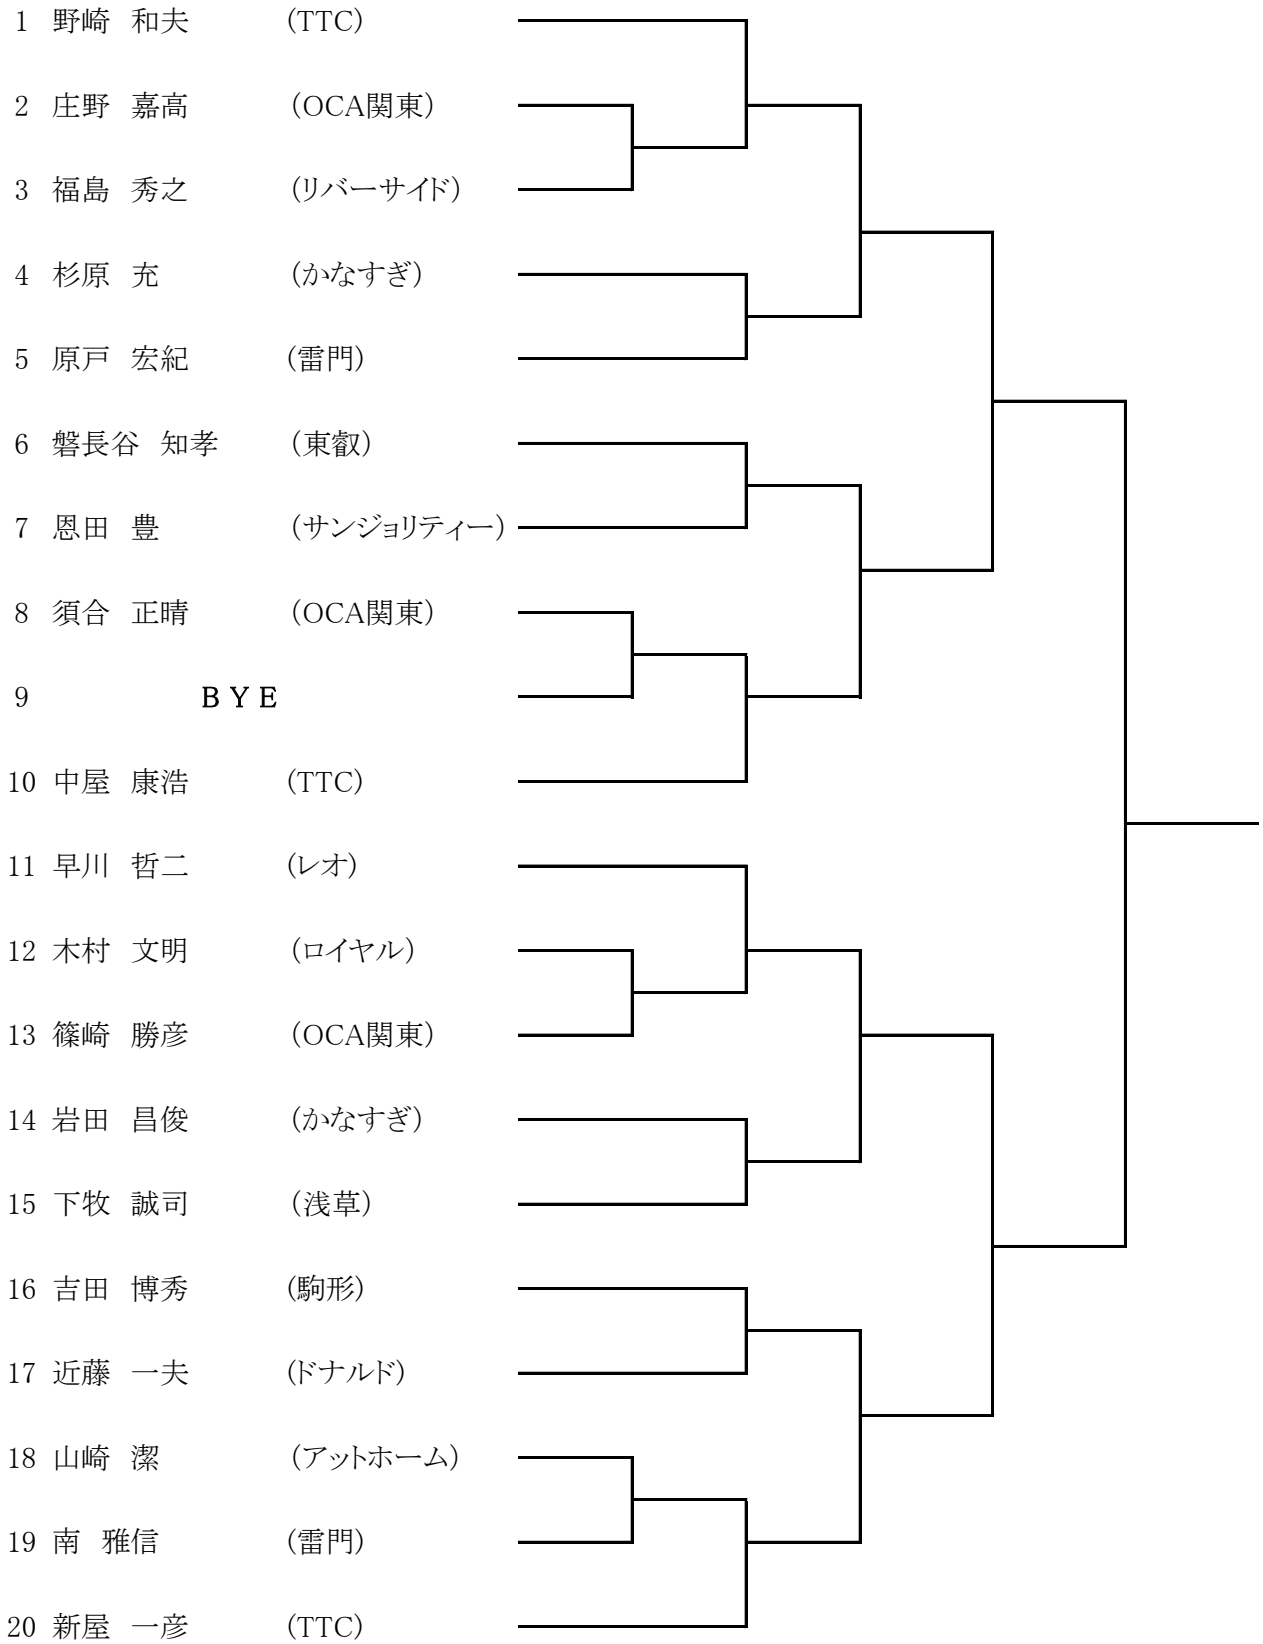 1 野崎 和夫 (TTC)
2 庄野 嘉高 (OCA関東)
3 福島 秀之 (リバーサイド)
4 杉原 充 (かなすぎ)
5 原戸 宏紀 (雷門)
6 磐長谷 知孝 (東叡)
7 恩田 豊 (サンジョリティー)
8 須合 正晴 (OCA関東)
9 ＢＹＥ
10 中屋 康浩 (TTC)
11 早川 哲二 (レオ)
12 木村 文明 (ロイヤル)
13 篠崎 勝彦 (OCA関東)
14 岩田 昌俊 (かなすぎ)
15 下牧 誠司 (浅草)
16 吉田 博秀 (駒形)
17 近藤 一夫 (ドナルド)
18 山崎 潔 (アットホーム)
19 南 雅信 (雷門)
20 新屋 一彦 (TTC)